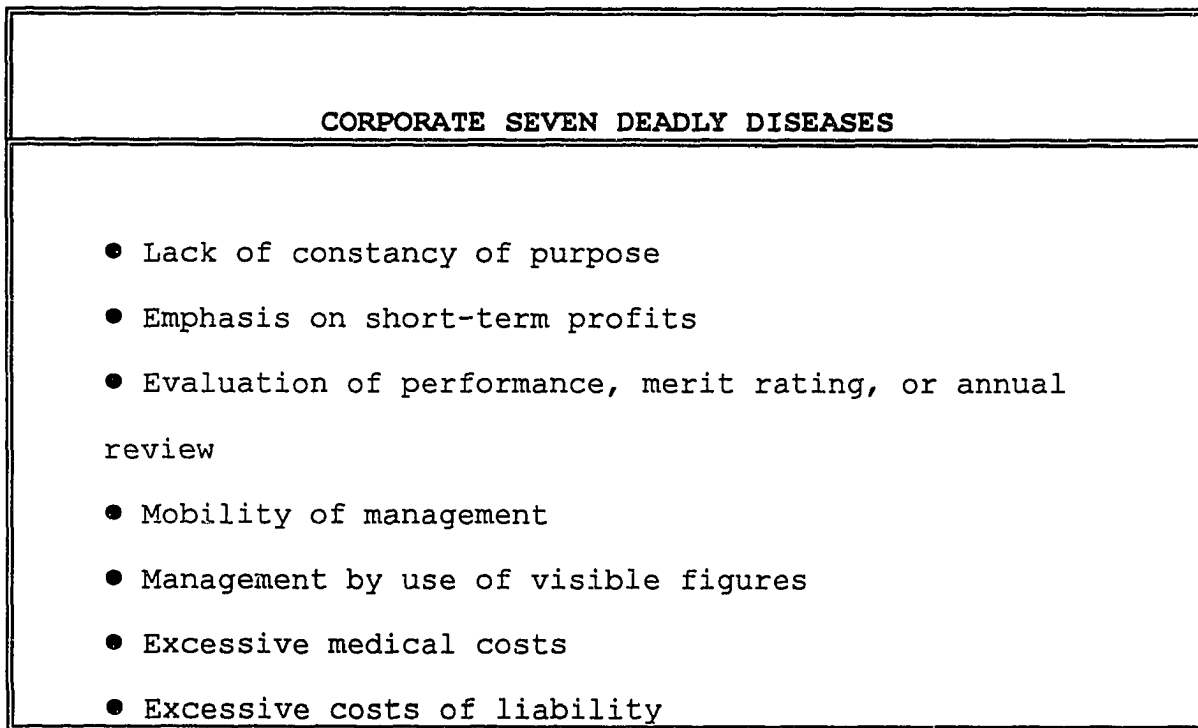 CORPORATE SEVEN DEADLY DISEASES
● Lack of constancy of purpose
● Emphasis on short-term profits
● Evaluation of performance, merit rating, or annual
review
● Mobility of management
● Management by use of visible figures
● Excessive medical costs
● Excessive costs of liability